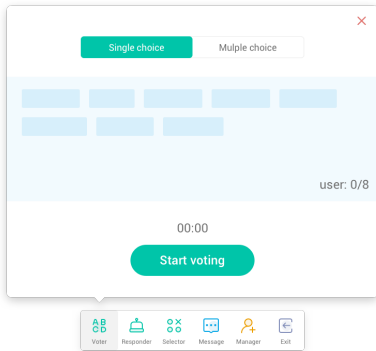 Single choice Mulple choice
user: 0/8
00:00
Start voting
A B
C D
Voter Responder Selector Message Manager Exit